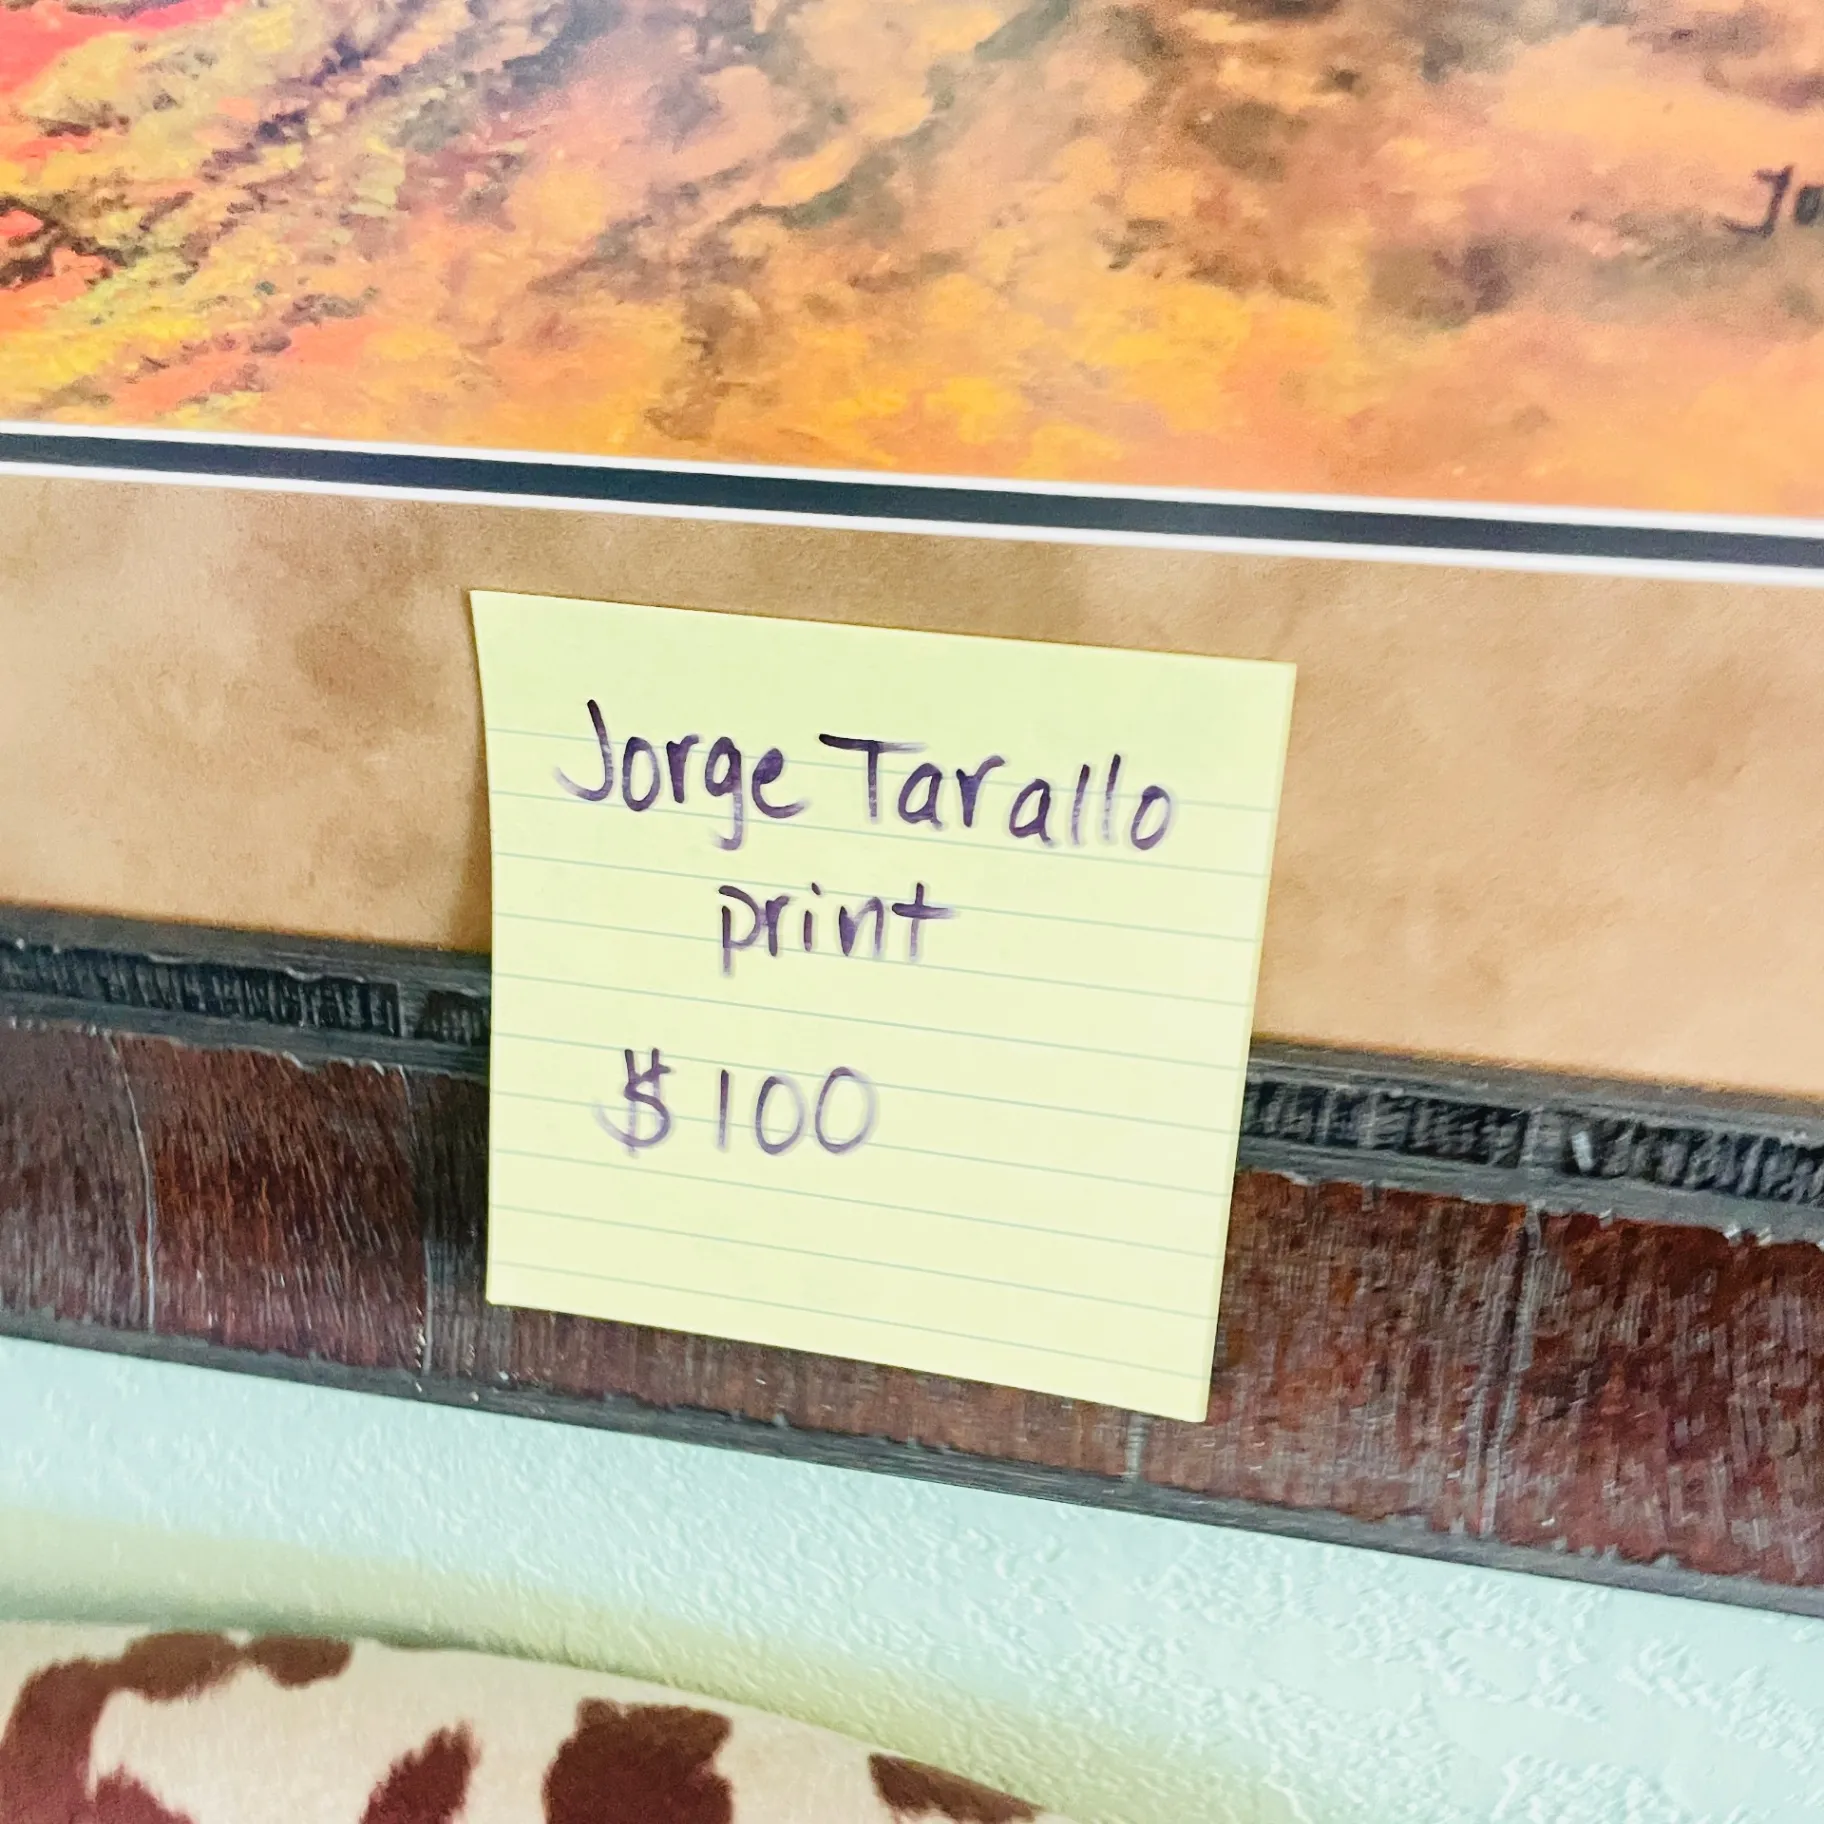 Jorge Tarallo
print
$100